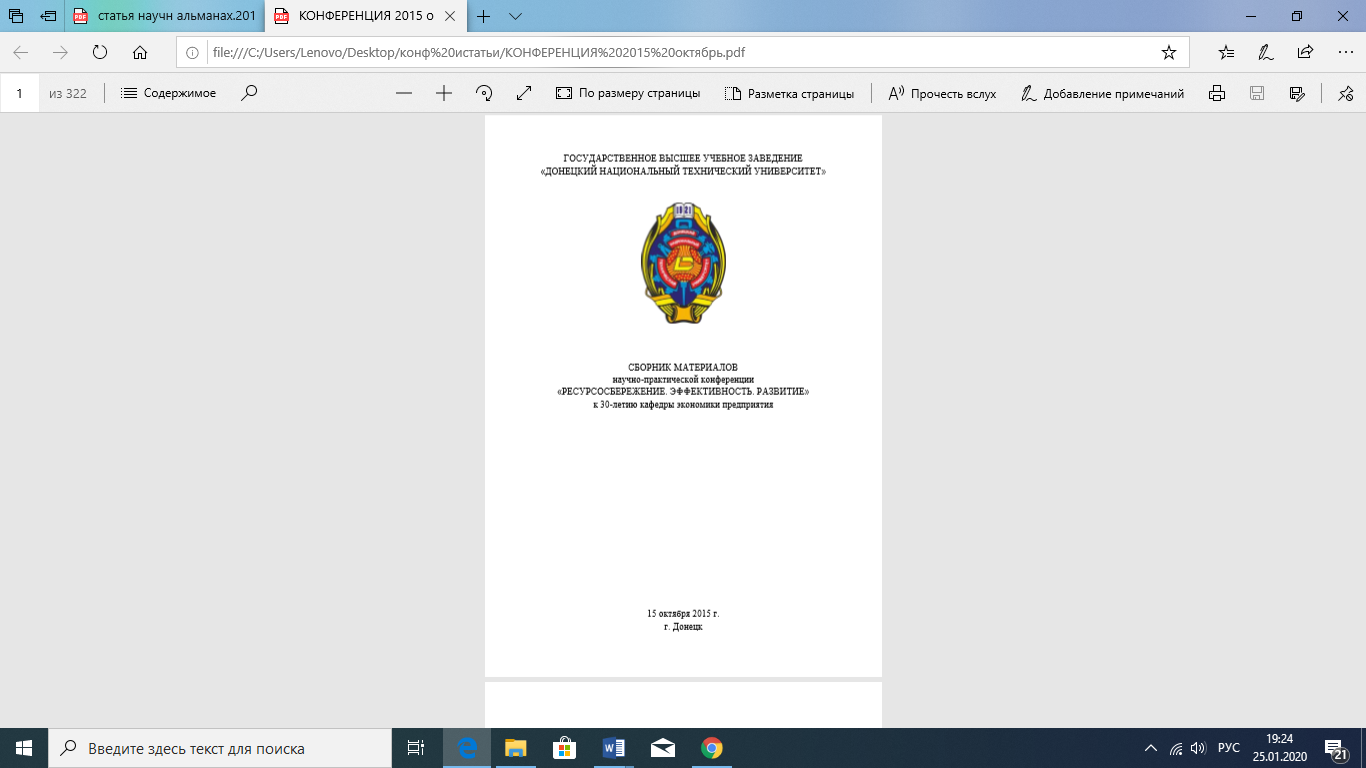 статья научн альманах.201
КОНФЕРЕНЦИЯ 2015 о
file:///C:/Users/Lenovo/Desktop/конф%20истатьи/КОНФЕРЕНЦИЯ%202015%20октябрь.pdf
1 из 322 Содержимое По размеру страницы Разметка страницы Прочесть вслух Добавление примечаний
ГОСУДАРСТВЕННОЕ ВЫСШЕЕ УЧЕБНОЕ ЗАВЕДЕНИЕ
«ДОНЕЦКИЙ НАЦИОНАЛЬНЫЙ ТЕХНИЧЕСКИЙ УНИВЕРСИТЕТ»
1921
СБОРНИК МАТЕРИАЛОВ
научно-практической конференции
«РЕСУРСОСБЕРЕЖЕНИЕ. ЭФФЕКТИВНОСТЬ. РАЗВИТИЕ»
к 30-летию кафедры экономики предприятия
15 октября 2015 г.
г. Донецк
Введите здесь текст для поиска
РУС
19:24
25.01.2020
21